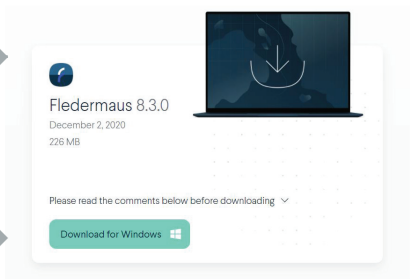 Fledermaus 8.3.0
December 2, 2020
226 MB
Please read the comments below before downloading
Download for Windows